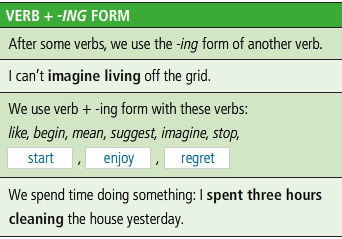 VERB + -ING FORM
After some verbs, we use the -ing form of another verb.
I can't imagine living off the grid.
We use verb + -ing form with these verbs:
like, begin, mean, suggest, imagine, stop,
start , enjoy , regret
We spend time doing something: I spent three hours
cleaning the house yesterday.